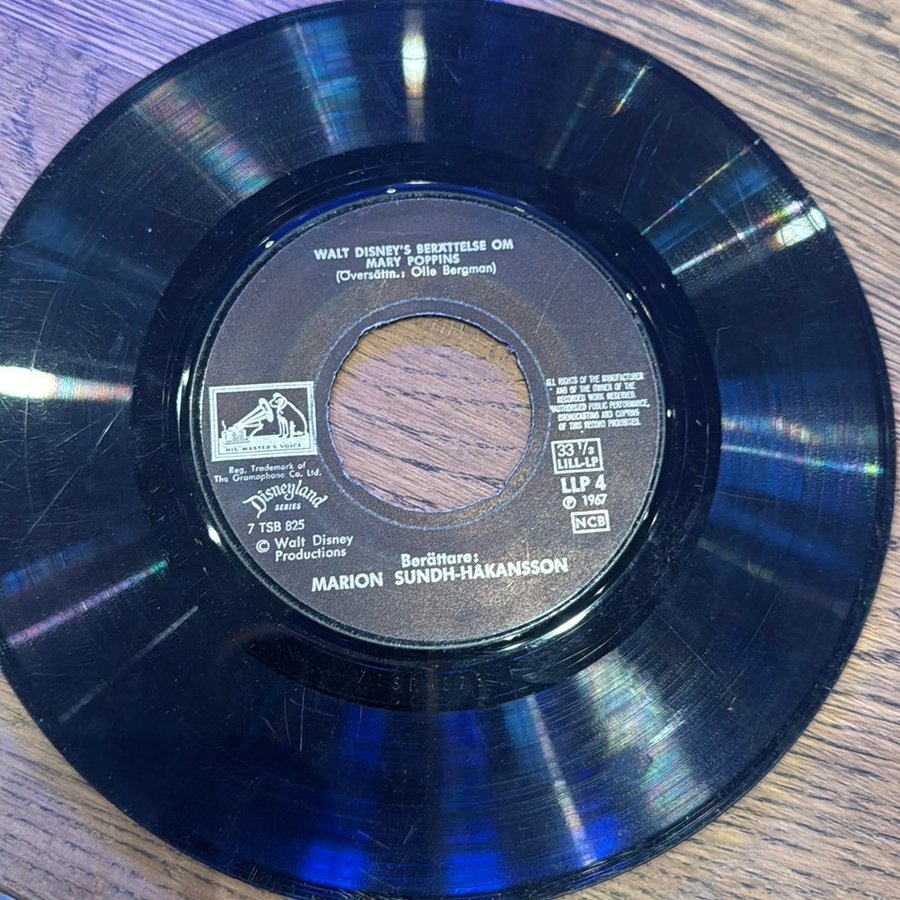 WALT DISNEY'S BERÄTTELSE OM
MARY POPPINS
(Översättn.: Olle Bergman)
HIS MASTER'S VOICE
Reg. Trademark of
The Gramophone Co. Ltd.
Disneyland
SERIES
7 TSB 825
© Walt Disney
Productions
ALL RIGHTS OF THE MANUFACTURER
AND OF THE OWNER OF THE
RECORDED WORK RESERVED.
UNAUTHORISED PUBLIC PERFORMANCE,
BROADCASTING AND COPYING
OF THIS RECORD PROHIBITED.
33 1/3
LILL-LP
LLP 4
℗ 1967
NCB
Berättare:
MARION SUNDH-HÅKANSSON